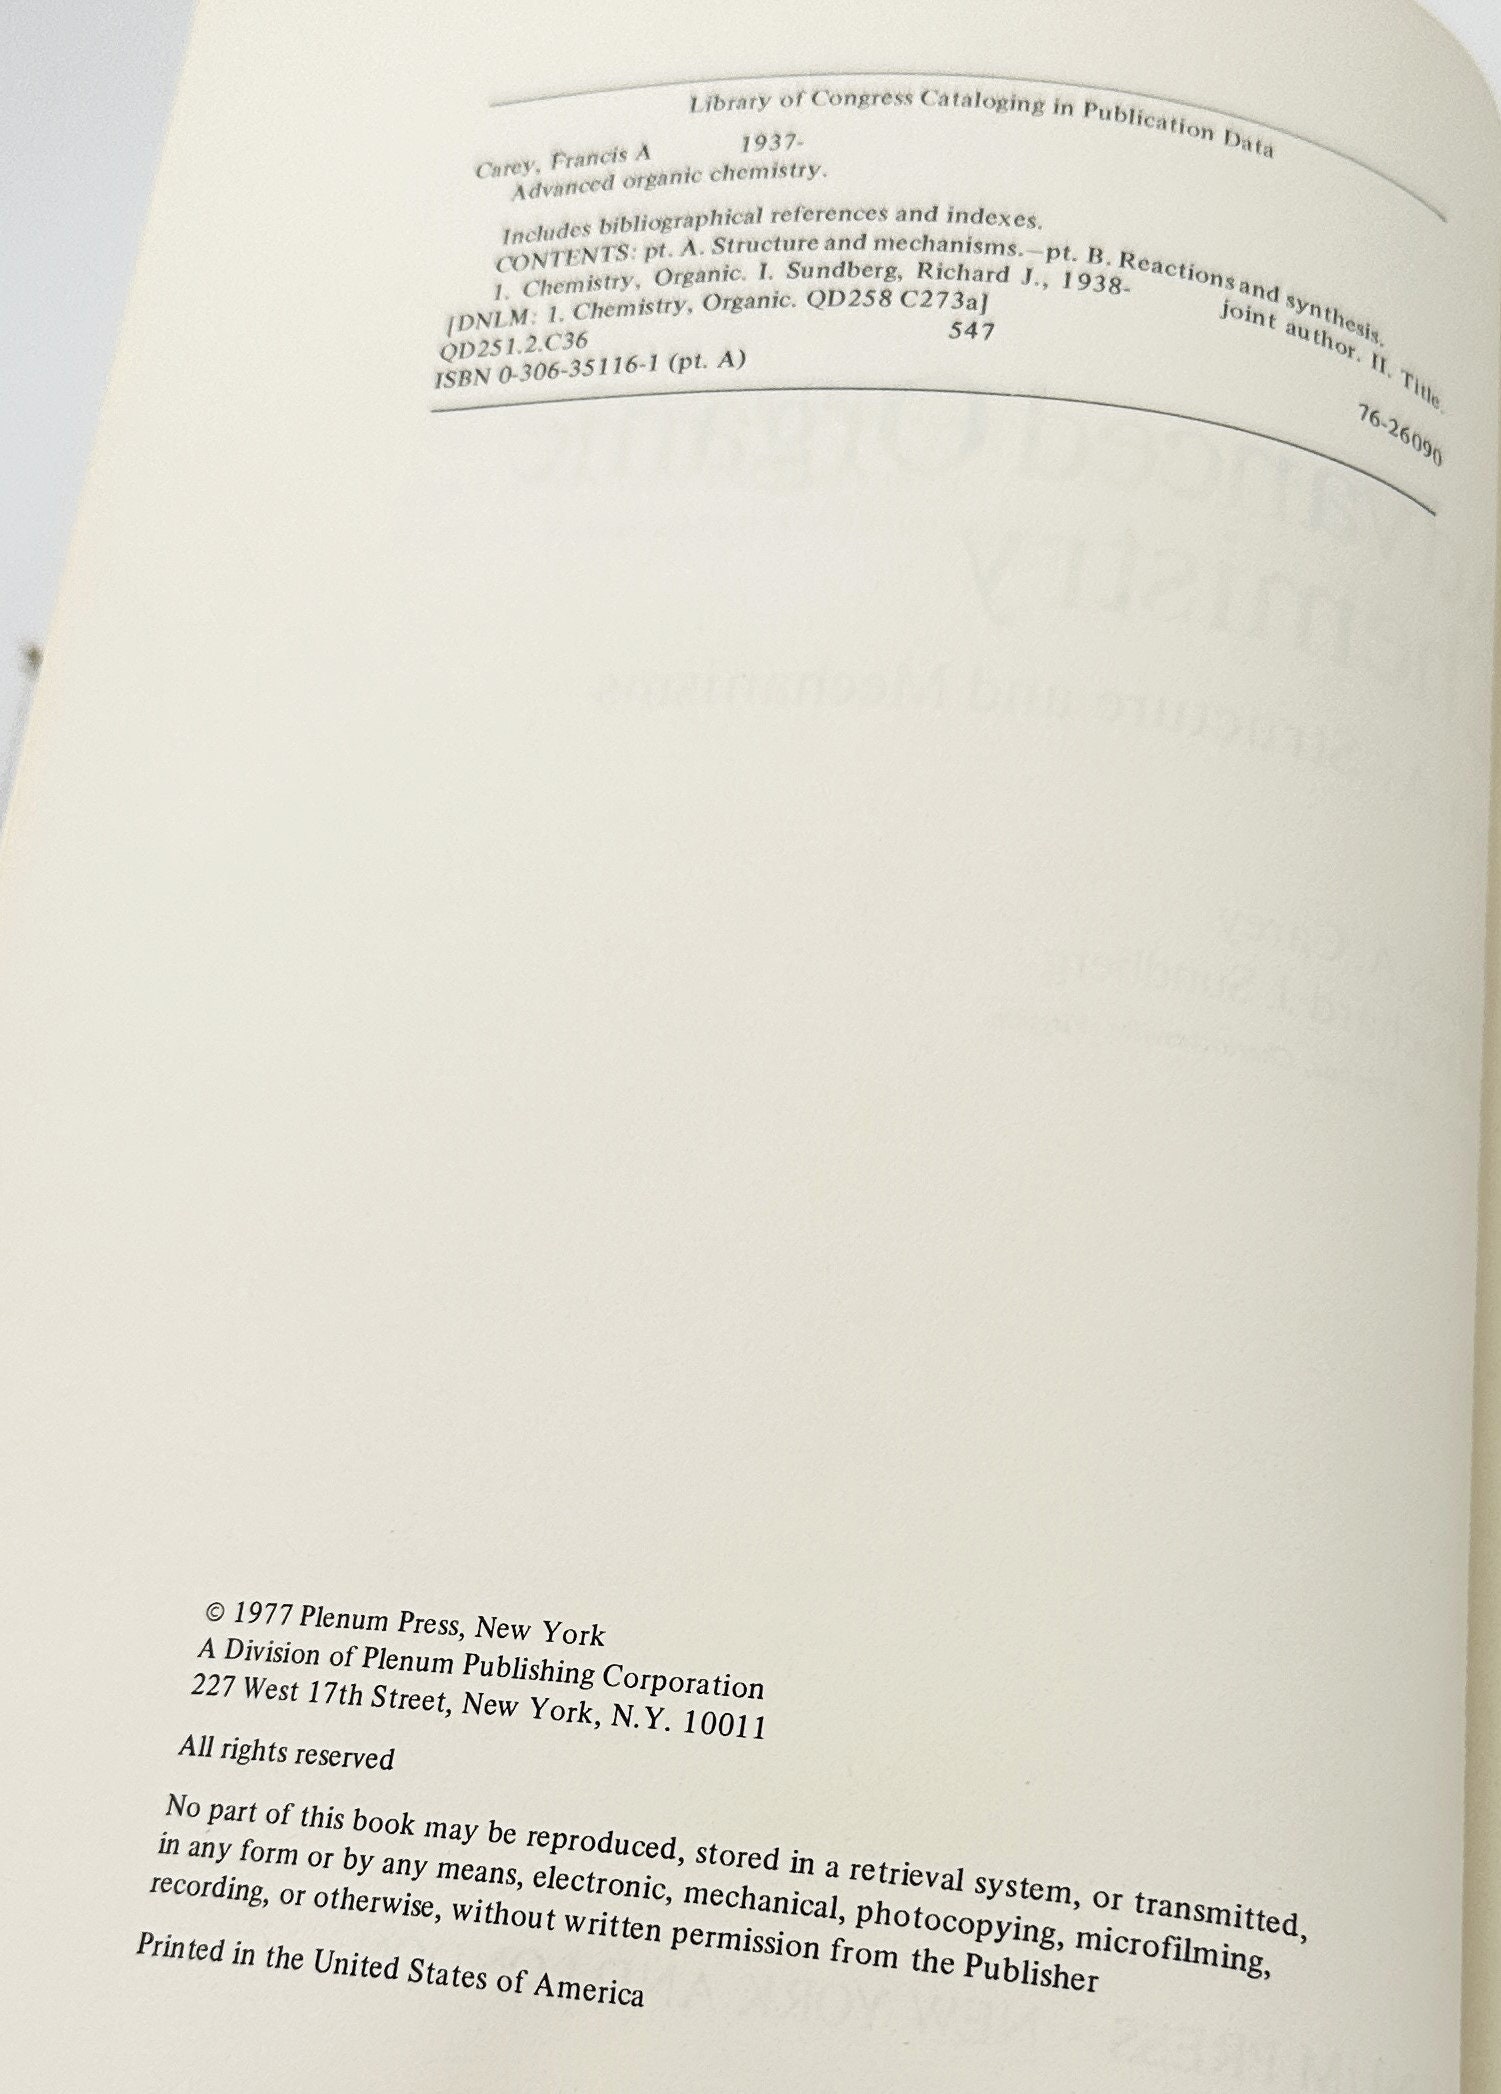 Library of Congress Cataloging in Publication Data
Carey, Francis A 1937-
Advanced organic chemistry.
Includes bibliographical references and indexes.
CONTENTS: pt. A. Structure and mechanisms.—pt. B. Reactions and synthesis.
1. Chemistry, Organic. I. Sundberg, Richard J., 1938- joint author. II. Title.
[DNLM: 1. Chemistry, Organic. QD258 C273a]
QD251.2.C36 547 76-26090
ISBN 0-306-35116-1 (pt. A)
© 1977 Plenum Press, New York
A Division of Plenum Publishing Corporation
227 West 17th Street, New York, N.Y. 10011
All rights reserved
No part of this book may be reproduced, stored in a retrieval system, or transmitted,
in any form or by any means, electronic, mechanical, photocopying, microfilming,
recording, or otherwise, without written permission from the Publisher
Printed in the United States of America